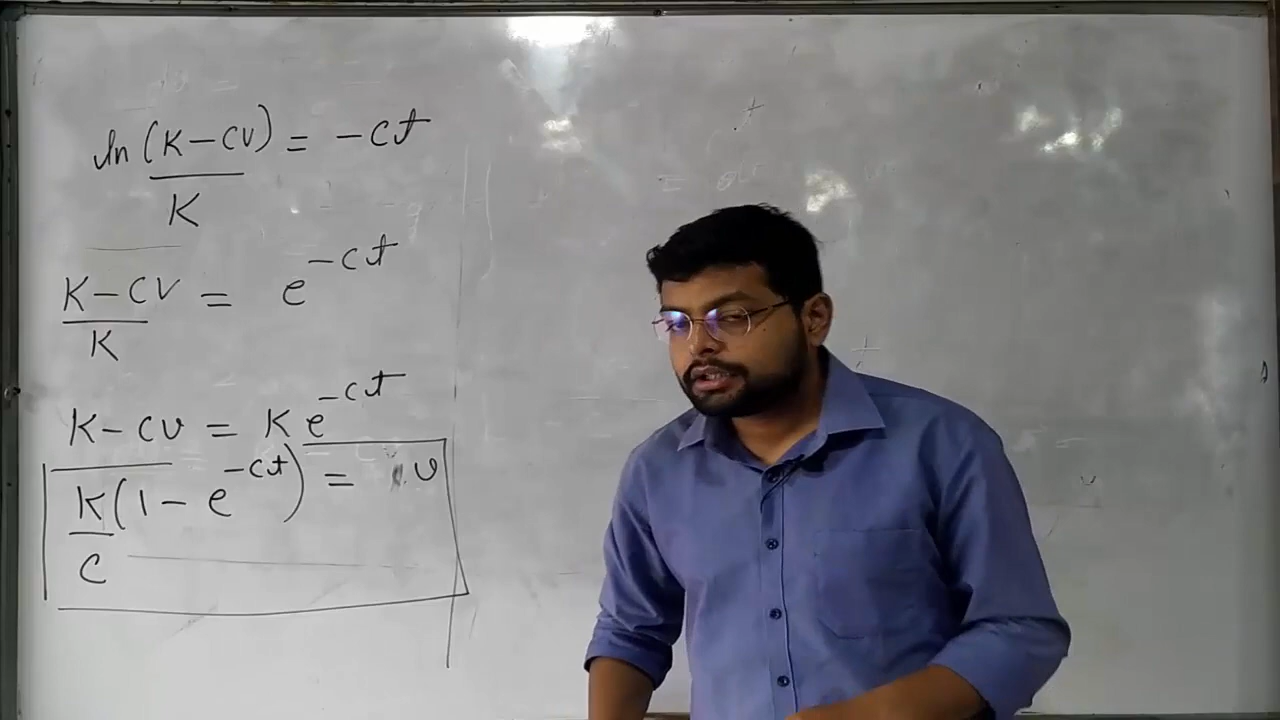 ln (K-CV) = -ct
K
K-CV = e^-ct
K
K-CV = K e^-ct
K (1 - e^-ct) = v
C